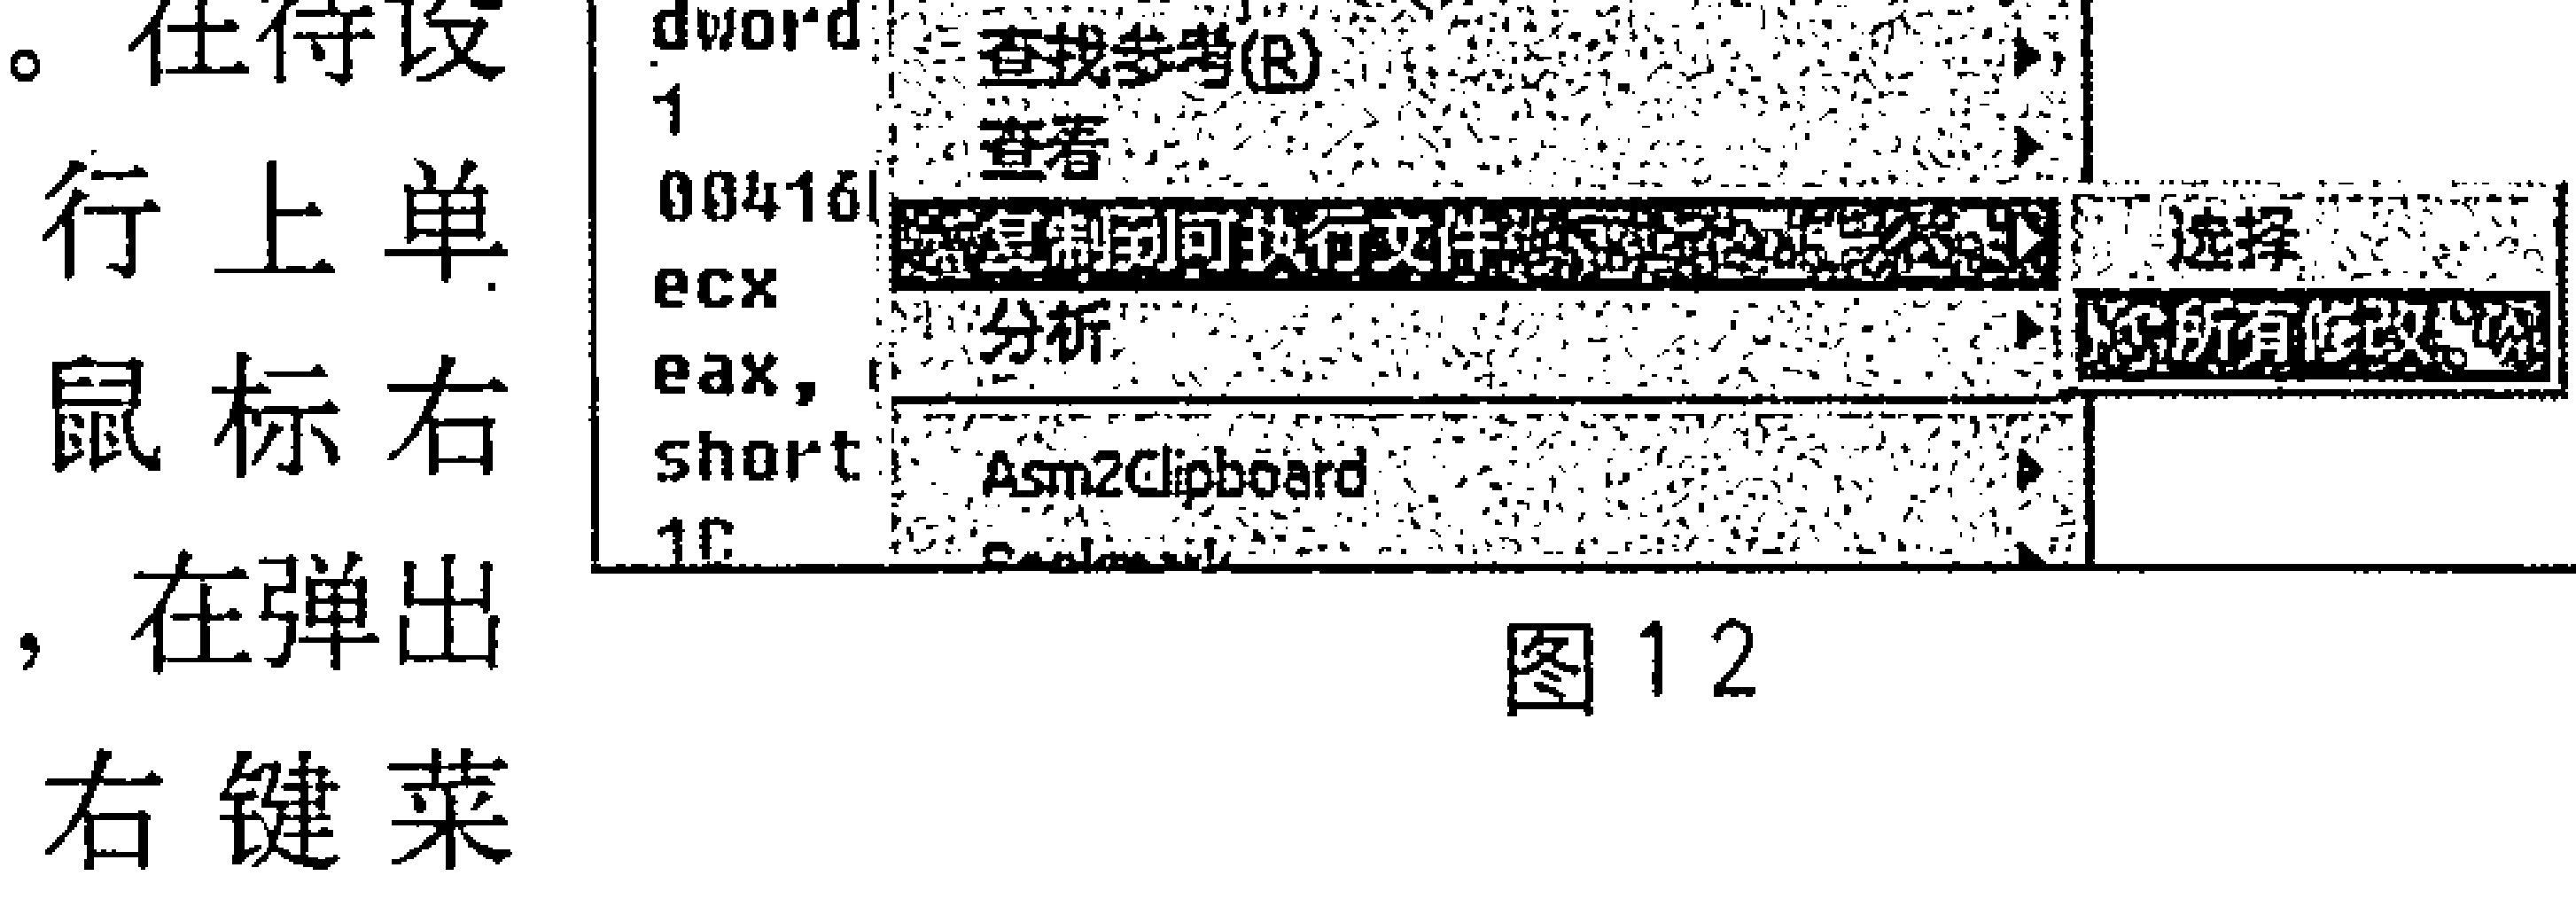 。在待设
行上单
鼠标右
，在弹出
右键菜
dword
1
00416
ecx
eax,
short
1C
查找参考(R)
查看
复制到可执行文件
分析
Asm2Clipboard
选择
所有修改
图12